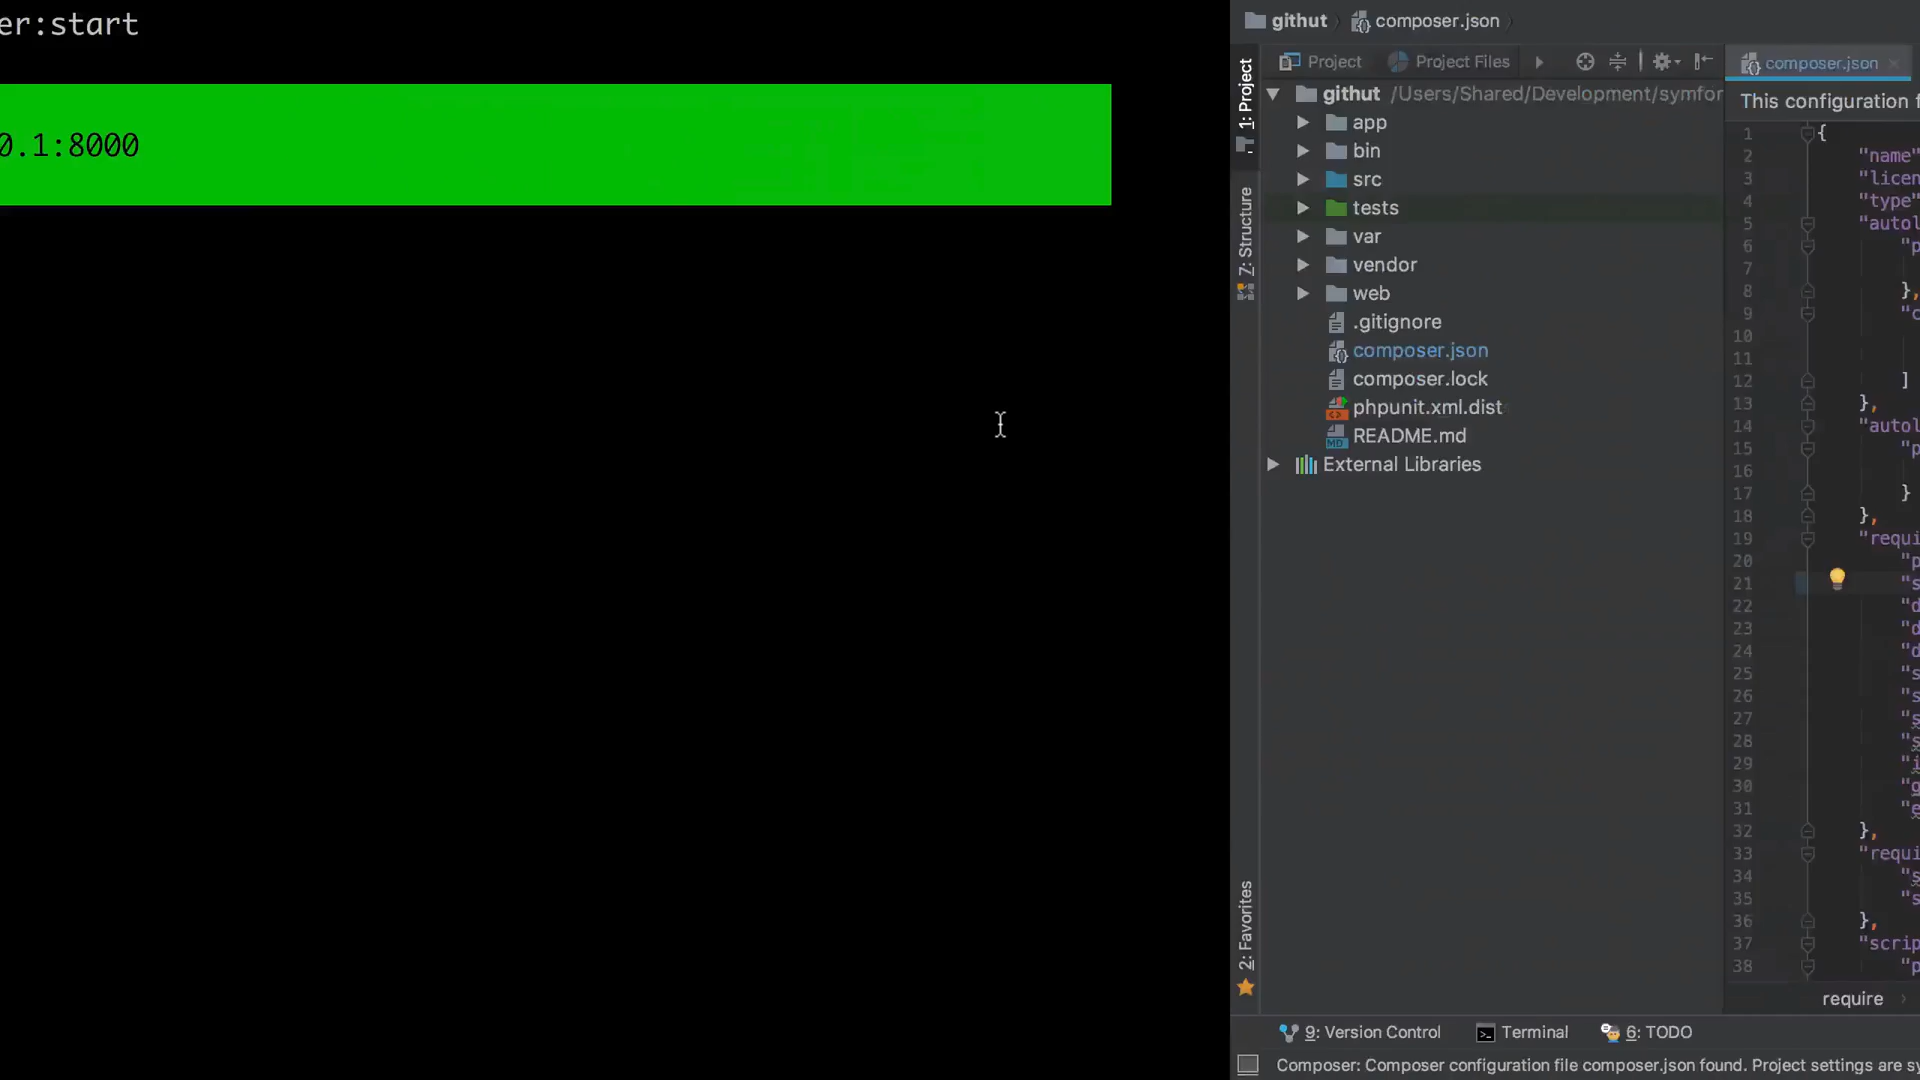 er:start
0.1:8000
githut
composer.json
Project
Project Files
composer.json
1: Project
7: Structure
2: Favorites
githut /Users/Shared/Development/symfor
app
bin
src
tests
var
vendor
web
.gitignore
composer.json
composer.lock
phpunit.xml.dist
README.md
External Libraries
This configuration f
1 {
2 "name"
3 "licen
4 "type"
5 "autol
6 "p
7
8 },
9 "c
10
11
12 ]
13 },
14 "autol
15 "p
16
17 }
18 },
19 "requi
20 "p
21 "s
22 "d
23 "d
24 "d
25 "s
26 "s
27 "s
28 "s
29 "i
30 "g
31 "e
32 },
33 "requi
34 "s
35 "s
36 },
37 "scrip
38 "p
require
9: Version Control
Terminal
6: TODO
Composer: Composer configuration file composer.json found. Project settings are sy